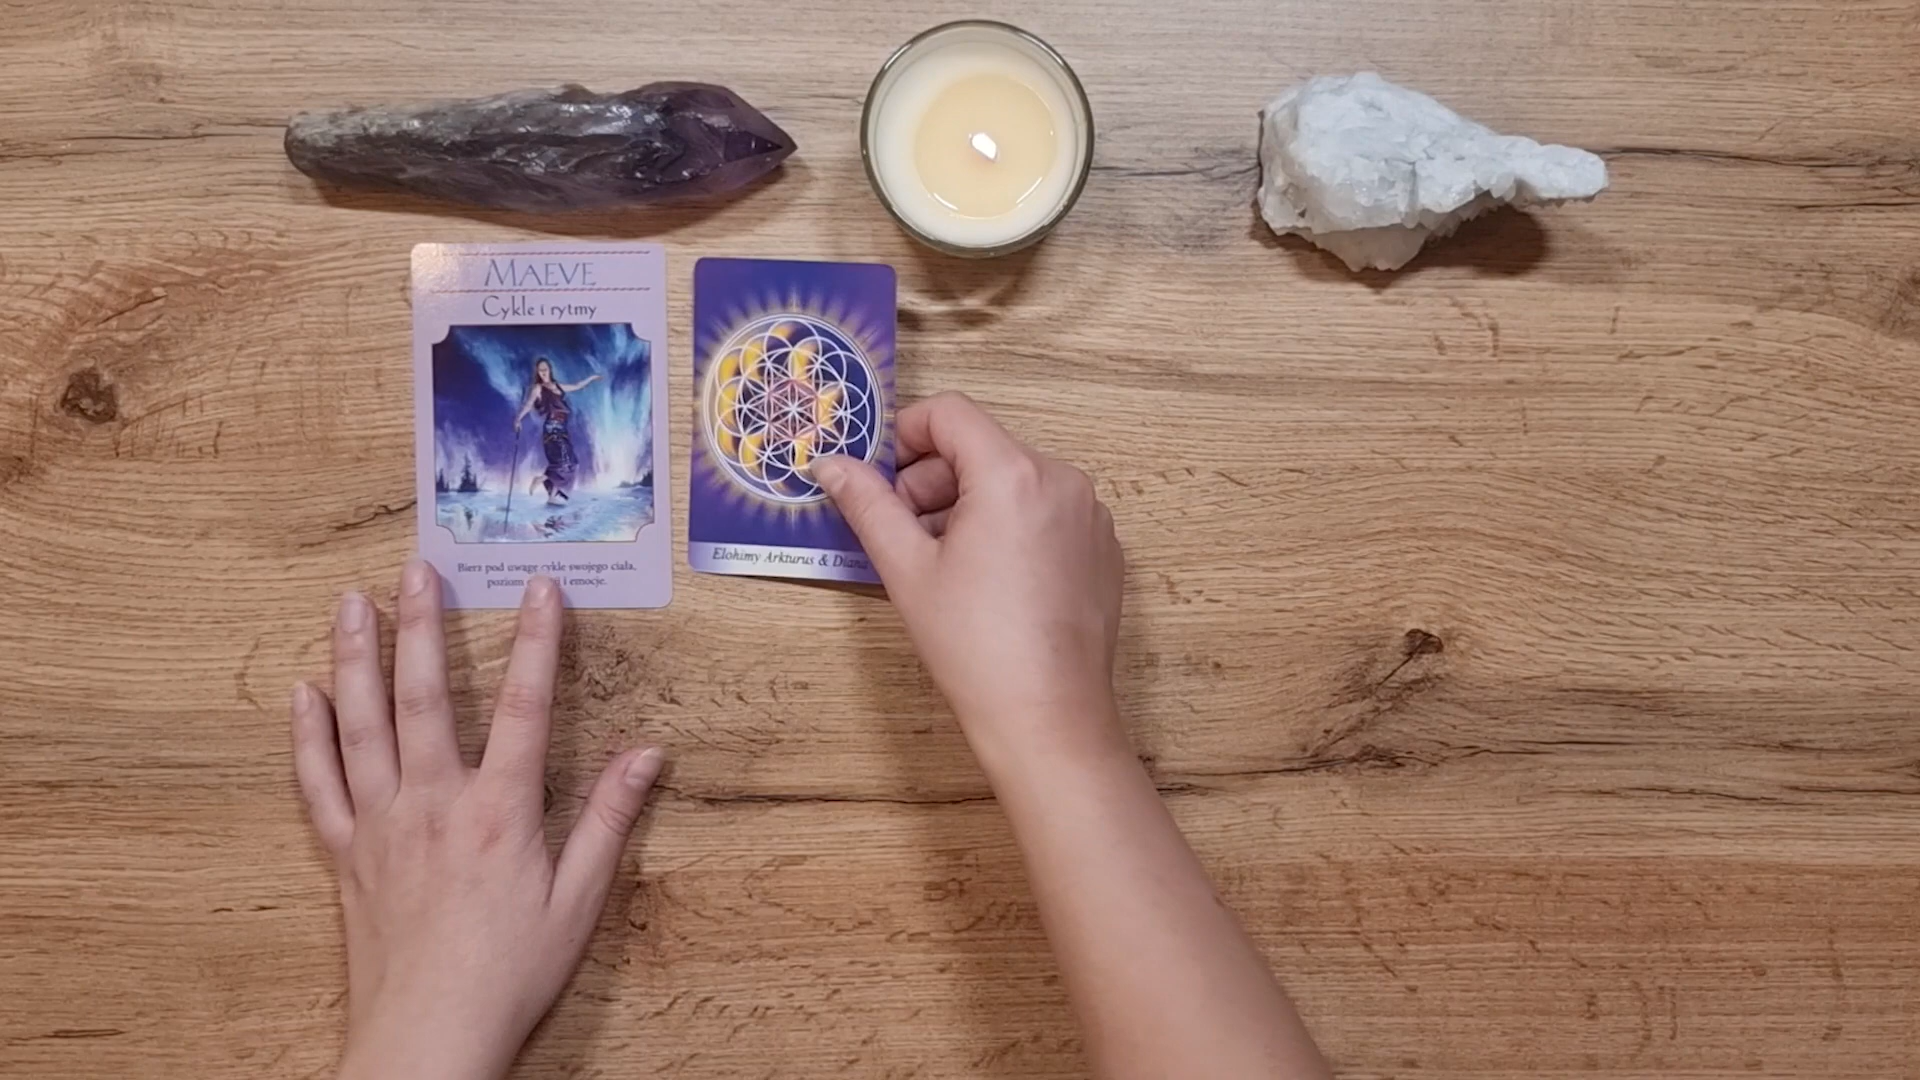 MAEVE
Cykle i rytmy
Bierz pod uwagę cykle swojego ciała,
poziom i emocje.
Elohimy Arkturus & Diana